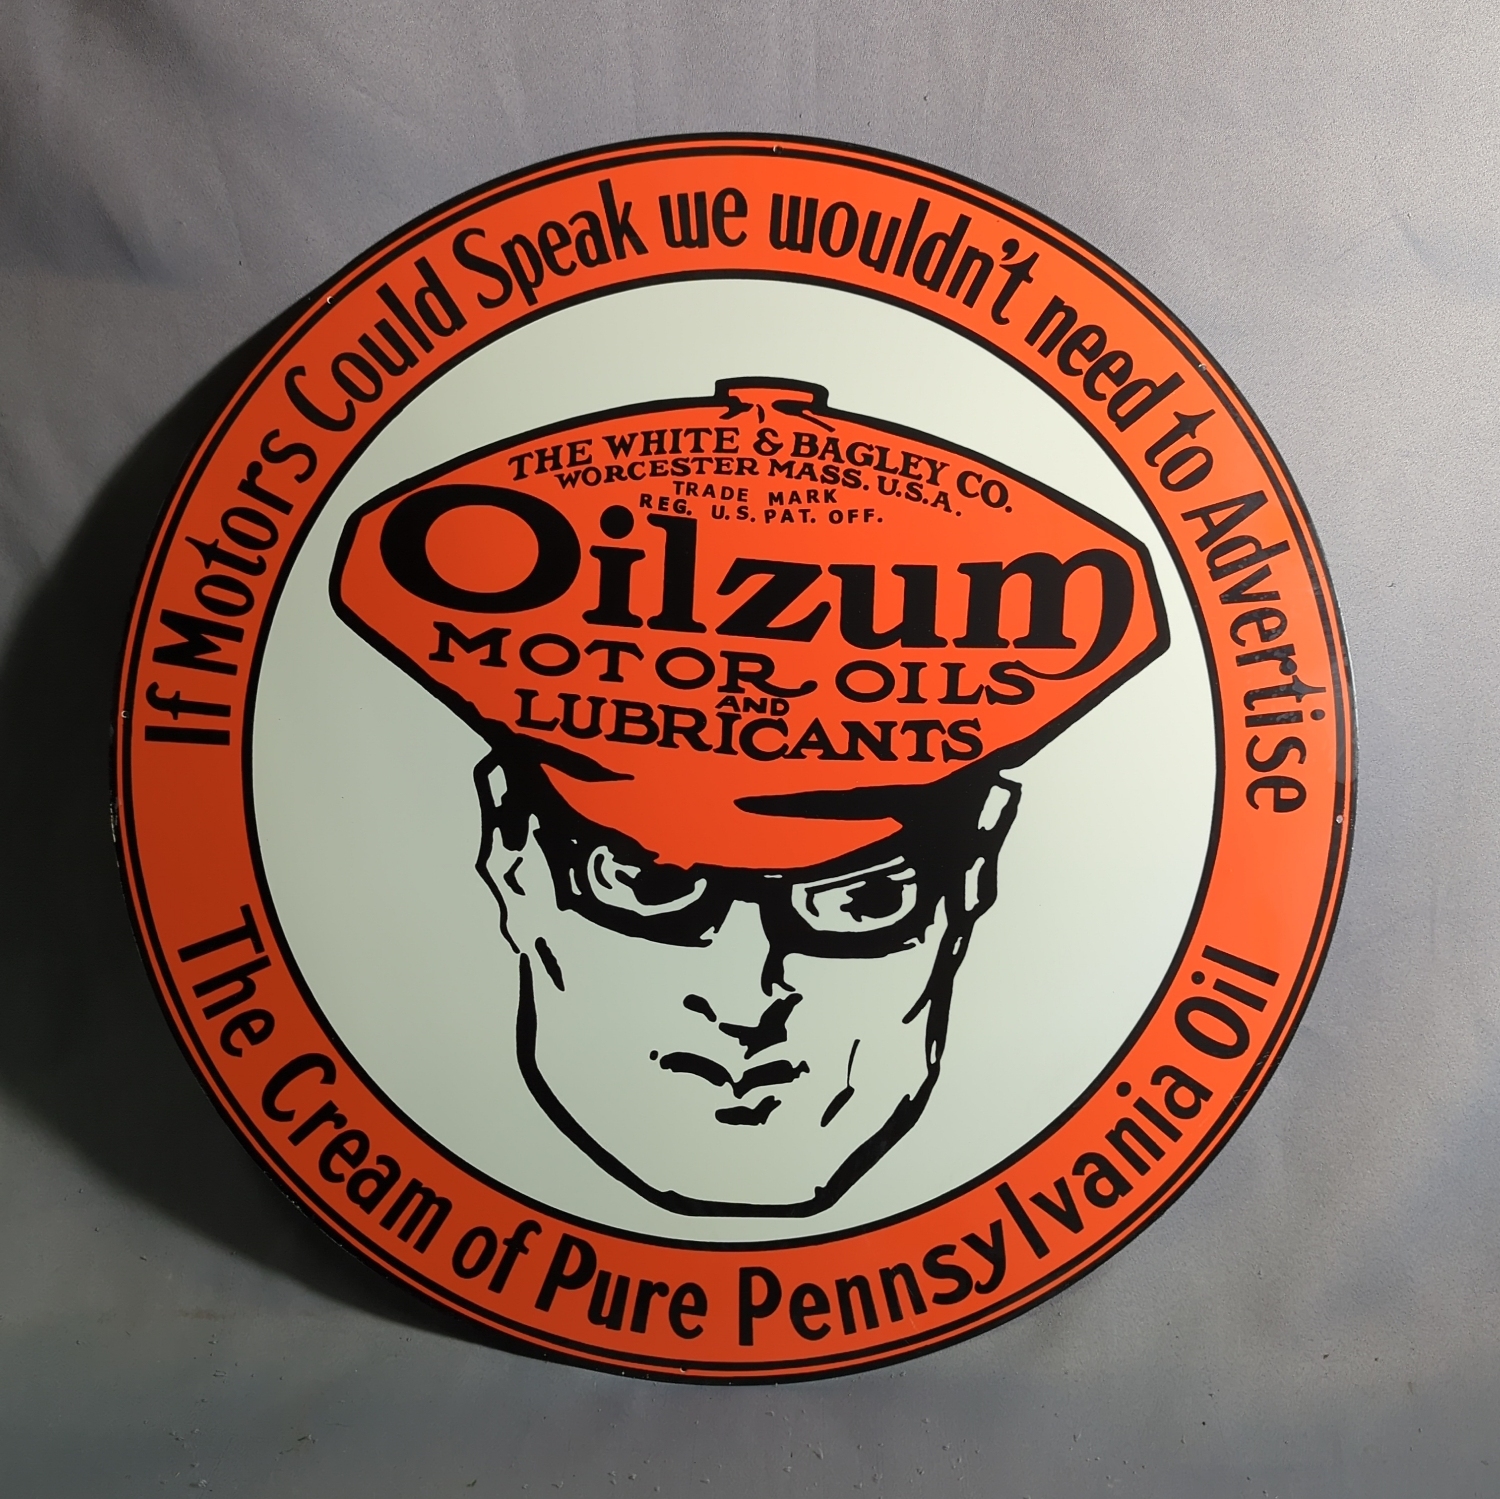 If Motors Could Speak we wouldn't need to Advertise
THE WHITE & BAGLEY CO.
WORCESTER MASS. U.S.A.
TRADE MARK
REG. U.S. PAT. OFF.
Oilzum
MOTOR OILS
AND
LUBRICANTS
The Cream of Pure Pennsylvania Oil